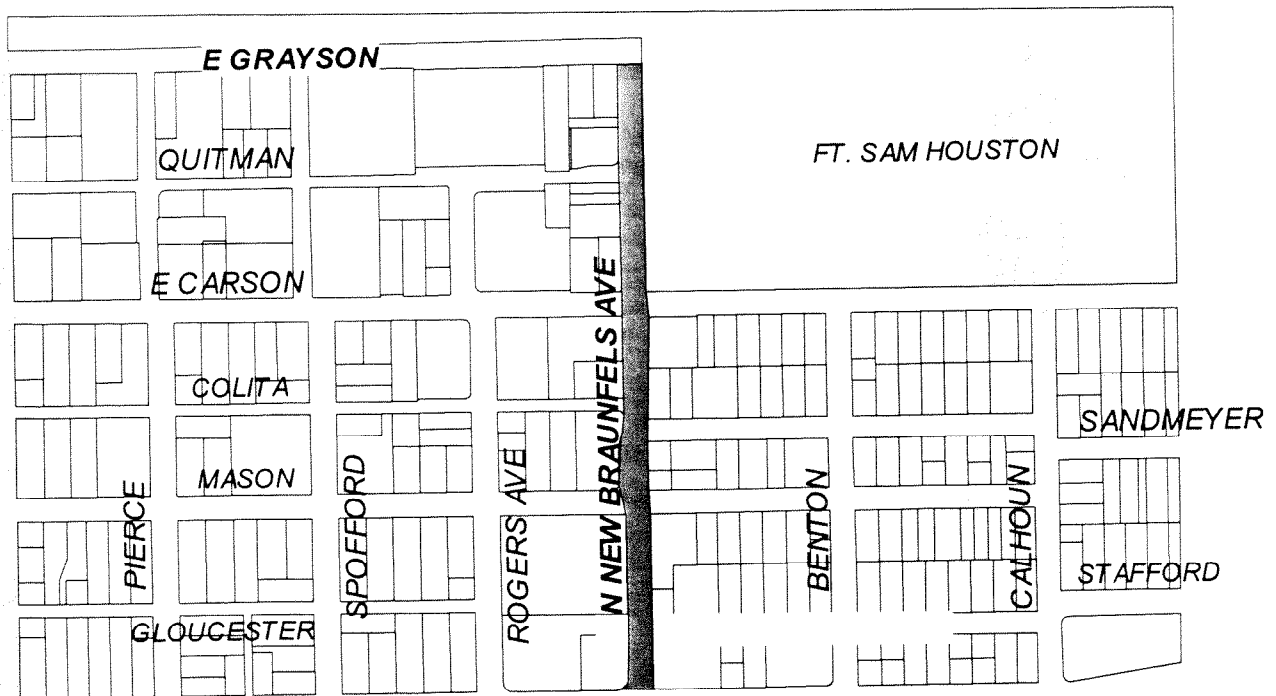 E GRAYSON
QUITMAN
FT. SAM HOUSTON
E CARSON
N NEW BRAUNFELS AVE
COLITA
SANDMEYER
MASON
PIERCE
SPOFFORD
ROGERS AVE
BENTON
CALHOUN
STAFFORD
GLOUCESTER